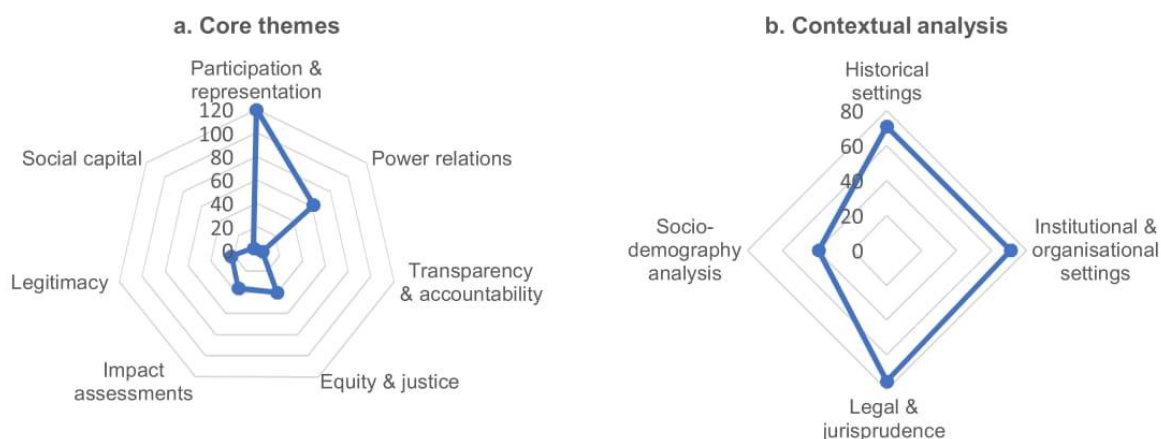 a. Core themes
Participation &
representation
120
100
80
60
40
20
0
Social capital
Power relations
Legitimacy
Transparency
& accountability
Impact
assessments
Equity & justice
b. Contextual analysis
Historical
settings
80
60
40
20
0
Socio-
demography
analysis
Institutional &
organisational
settings
Legal &
jurisprudence